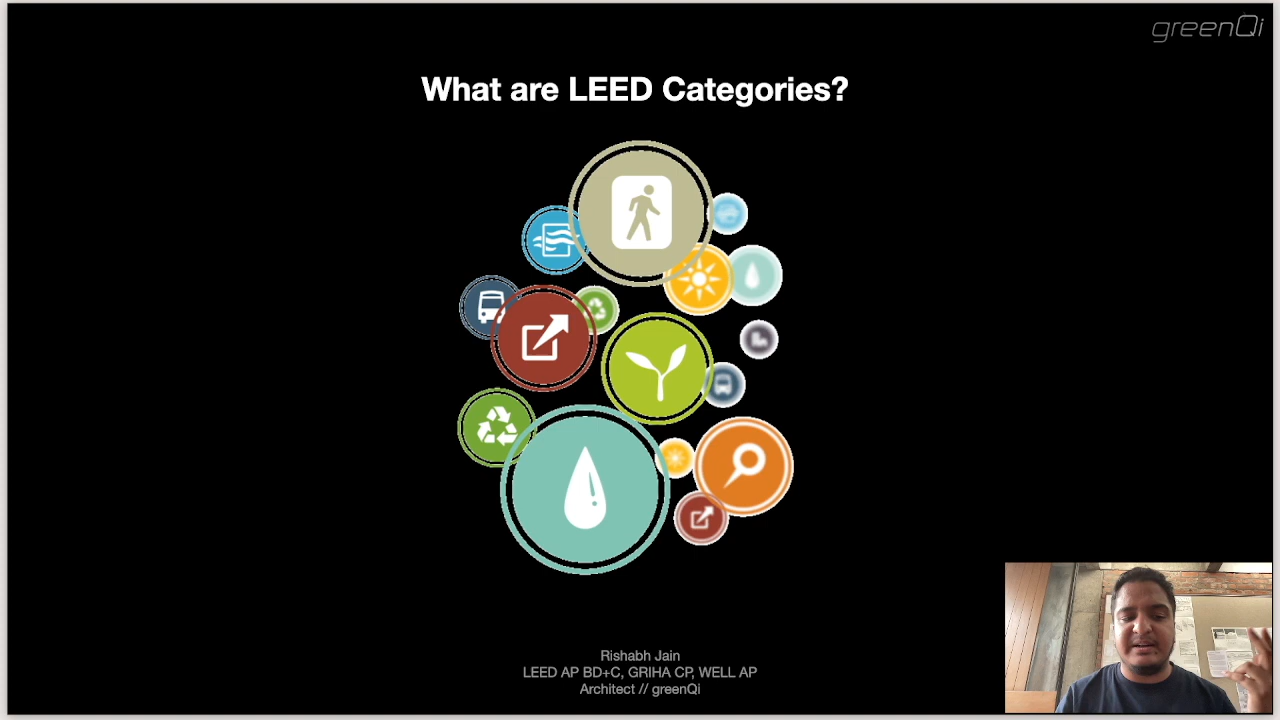 greenQi
What are LEED Categories?
Rishabh Jain
LEED AP BD+C, GRIHA CP, WELL AP
Architect // greenQi